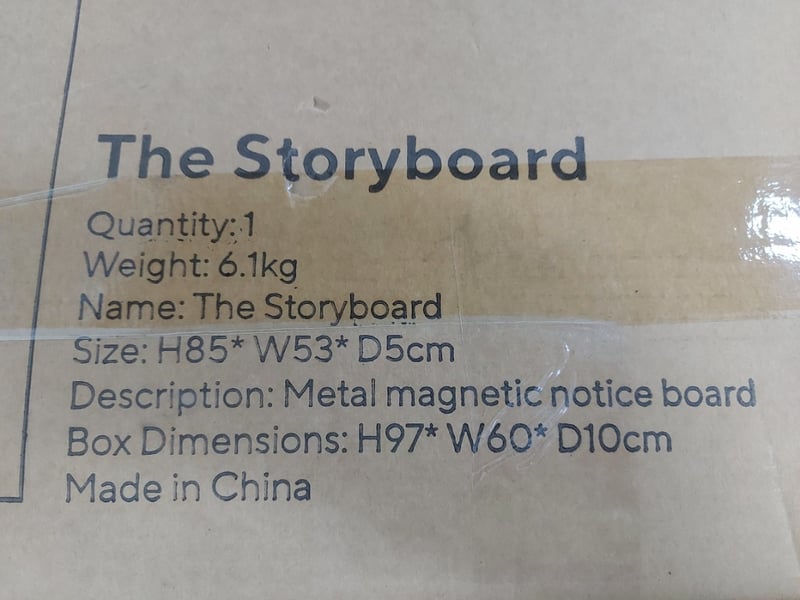 The Storyboard
Quantity: 1
Weight: 6.1kg
Name: The Storyboard
Size: H85* W53* D5cm
Description: Metal magnetic notice board
Box Dimensions: H97* W60* D10cm
Made in China